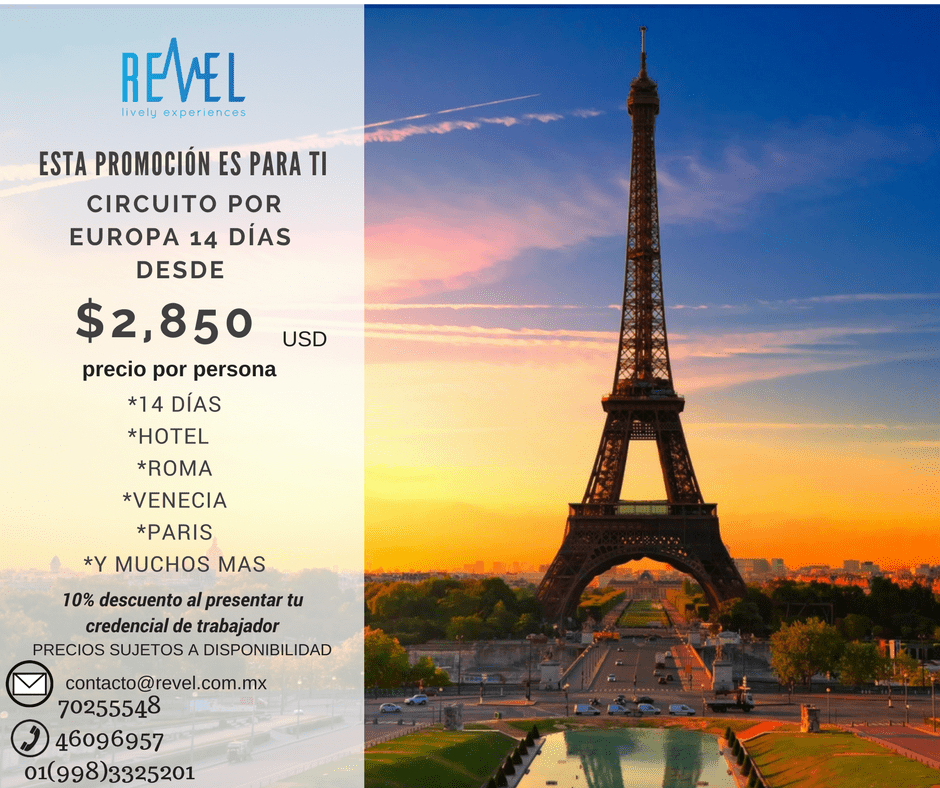 REVEL
lively experiences
ESTA PROMOCIÓN ES PARA TI
CIRCUITO POR
EUROPA 14 DÍAS
DESDE
$2,850 USD
precio por persona
*14 DÍAS
*HOTEL
*ROMA
*VENECIA
*PARIS
*Y MUCHOS MAS
10% descuento al presentar tu
credencial de trabajador
PRECIOS SUJETOS A DISPONIBILIDAD
contacto@revel.com.mx
70255548
46096957
01(998)3325201